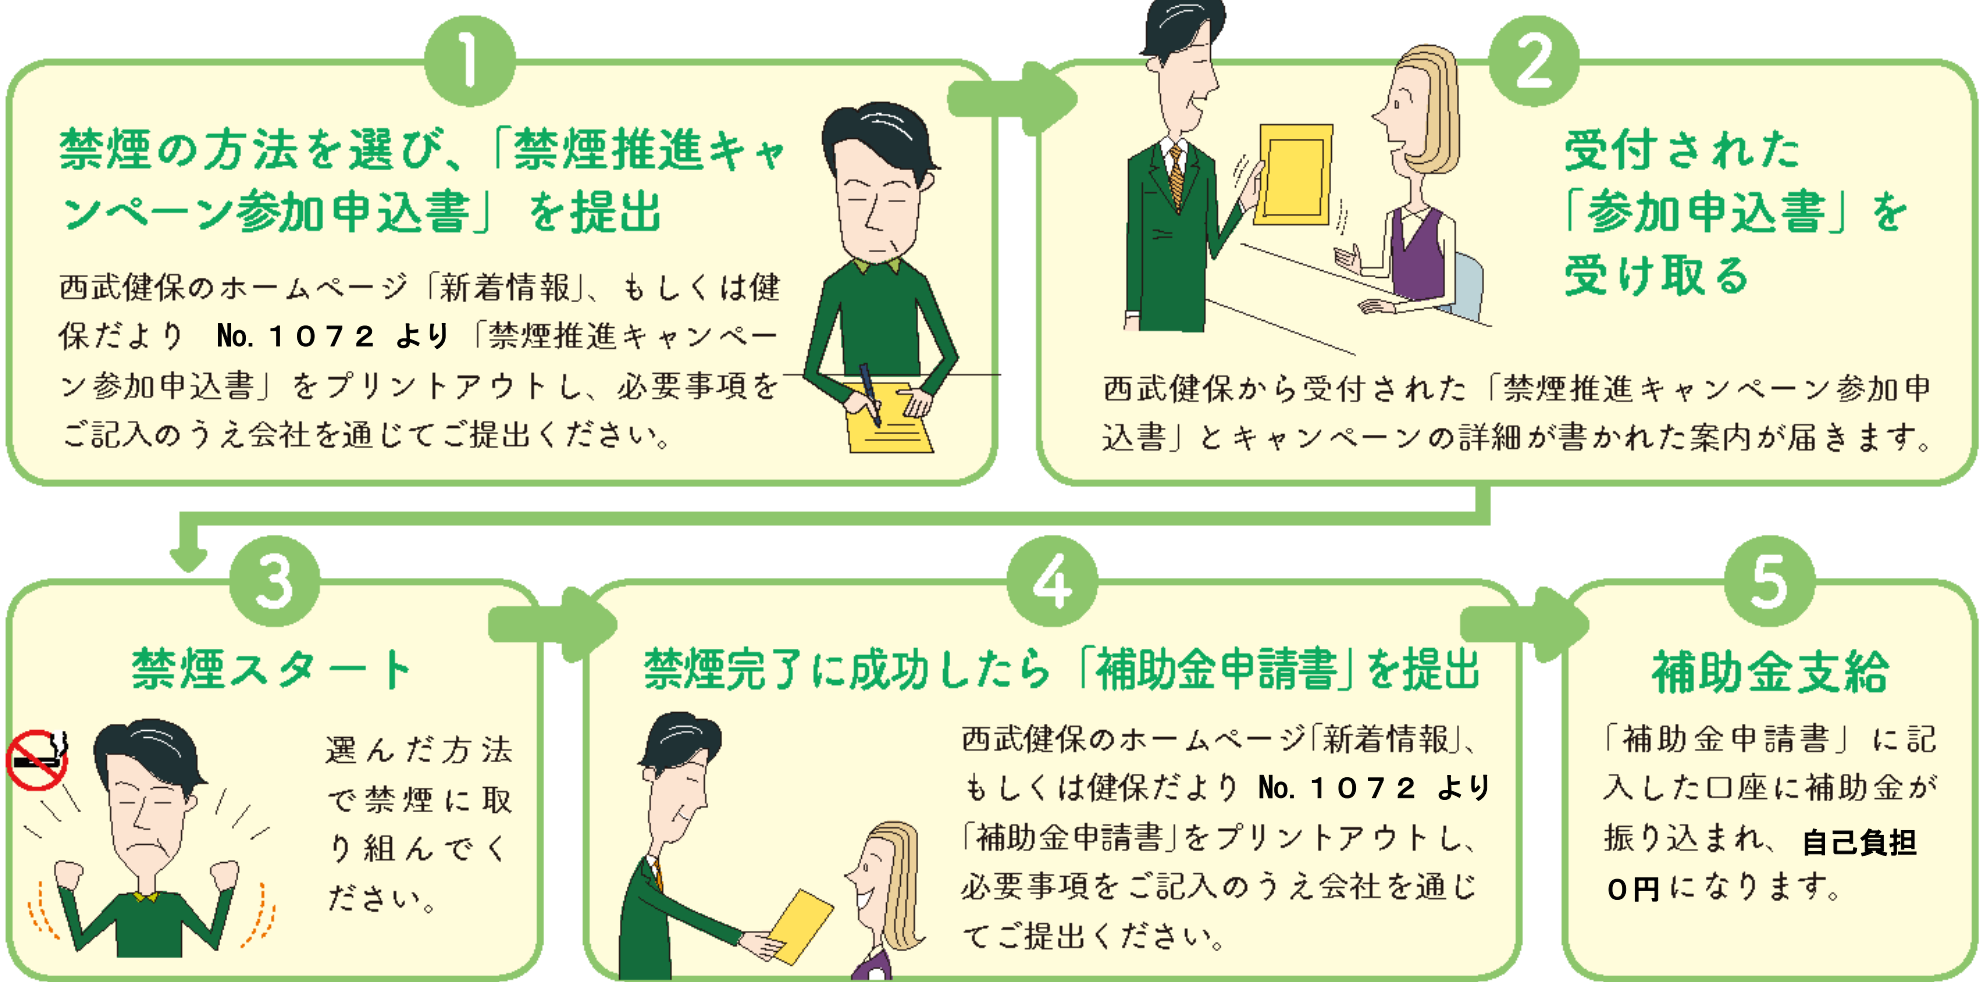 1
禁煙の方法を選び、「禁煙推進キャ
ンペーン参加申込書」を提出
西武健保のホームページ「新着情報」、もしくは健
保だより No.1072 より「禁煙推進キャンペー
ン参加申込書」をプリントアウトし、必要事項を
ご記入のうえ会社を通じてご提出ください。
2
受付された
「参加申込書」を
受け取る
西武健保から受付された「禁煙推進キャンペーン参加申
込書」とキャンペーンの詳細が書かれた案内が届きます。
3
禁煙スタート
選んだ方法
で禁煙に取
り組んでく
ださい。
4
禁煙完了に成功したら「補助金申請書」を提出
西武健保のホームページ「新着情報」、
もしくは健保だより No.1072 より
「補助金申請書」をプリントアウトし、
必要事項をご記入のうえ会社を通じ
てご提出ください。
5
補助金支給
「補助金申請書」に記
入した口座に補助金が
振り込まれ、自己負担
0円になります。